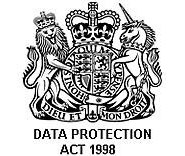 DIEU ET MON DROIT
DATA PROTECTION
ACT 1998